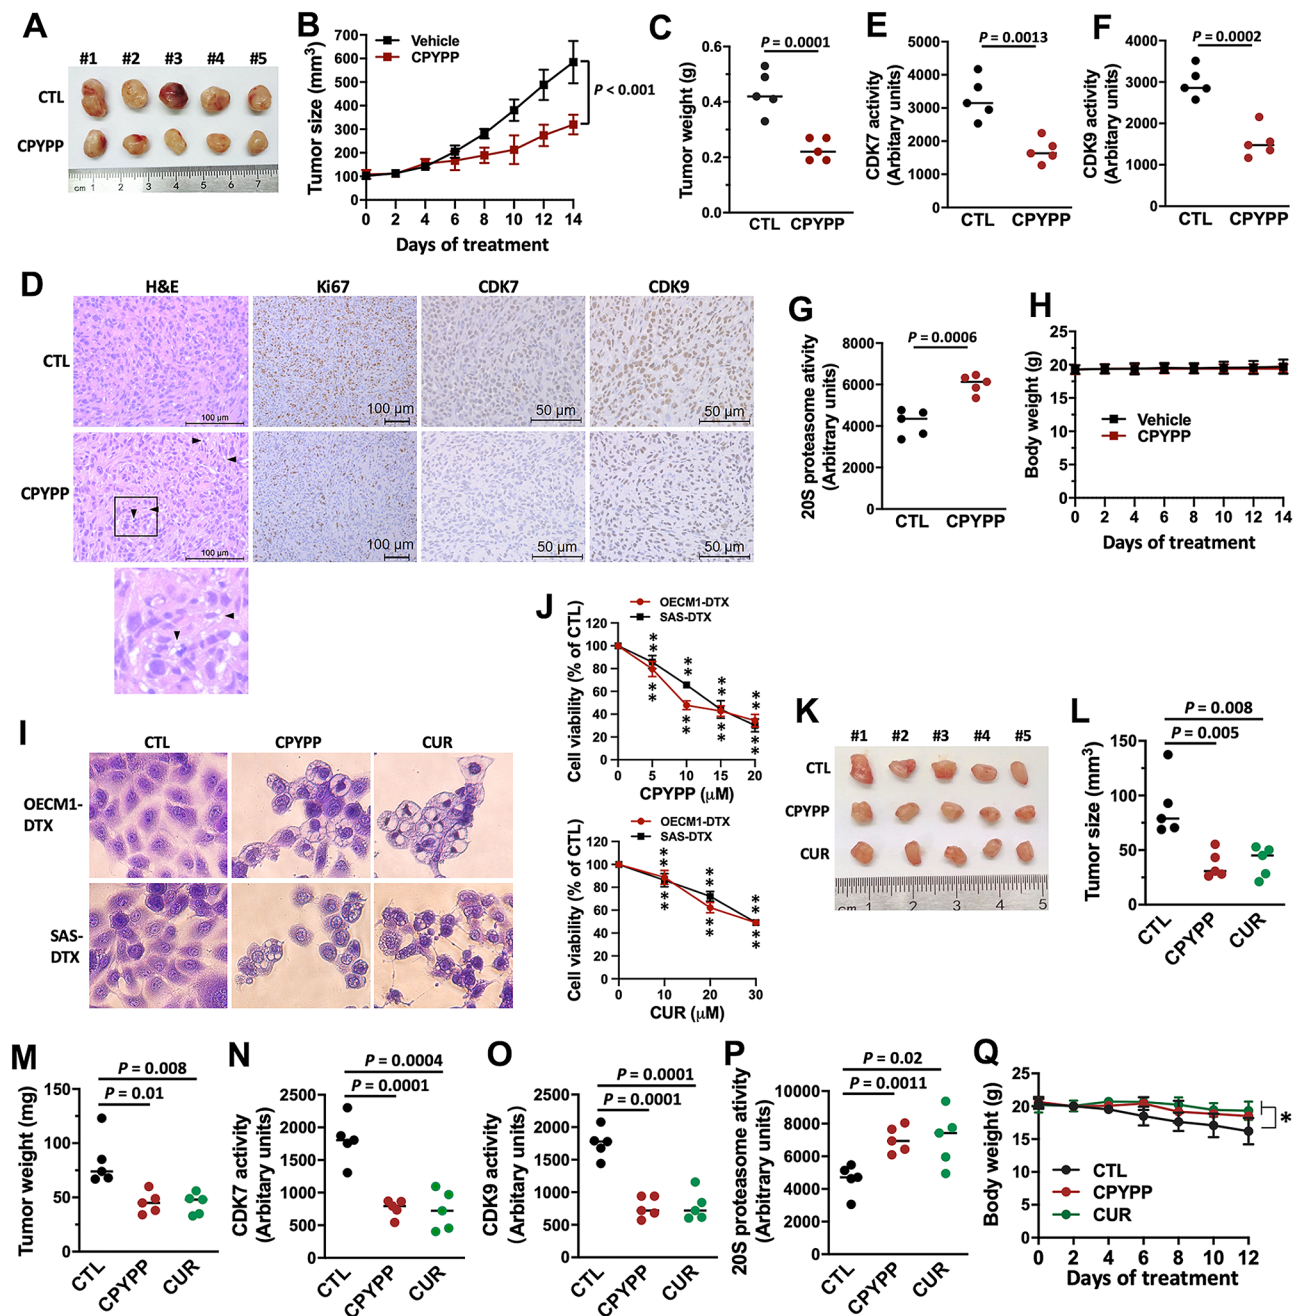 A
#1 #2 #3 #4 #5
CTL
CPYPP
cm 1 2 3 4 5 6 7
B
Tumor size (mm3)
700
600
500
400
300
200
100
0
Vehicle
CPYPP
P < 0.001
0 2 4 6 8 10 12 14
Days of treatment
C
Tumor weight (g)
P = 0.0001
0.6
0.4
0.2
0.0
CTL CPYPP
E
CDK7 activity
(Arbitary units)
P = 0.0013
5000
4000
3000
2000
1000
0
CTL CPYPP
F
CDK9 activity
(Arbitary units)
P = 0.0002
4000
3000
2000
1000
0
CTL CPYPP
D
H&E Ki67 CDK7 CDK9
CTL
100 µm 100 µm 50 µm 50 µm
CPYPP
100 µm 100 µm 50 µm 50 µm
G
20S proteasome ativity
(Arbitrary units)
P = 0.0006
8000
6000
4000
2000
0
CTL CPYPP
H
Body weight (g)
25
20
15
10
5
0
Vehicle
CPYPP
0 2 4 6 8 10 12 14
Days of treatment
I
CTL CPYPP CUR
OECM1-
DTX
SAS-
DTX
J
OECM1-DTX
SAS-DTX
Cell viability (% of CTL)
120
100
80
60
40
20
0
0 5 10 15 20
CPYPP (µM)
OECM1-DTX
SAS-DTX
Cell viability (% of CTL)
120
100
80
60
40
20
0
0 10 20 30
CUR (µM)
K
#1 #2 #3 #4 #5
CTL
CPYPP
CUR
cm 1 2 3 4 5
L
Tumor size (mm3)
P = 0.008
P = 0.005
150
100
50
0
CTL
CPYPP
CUR
M
Tumor weight (mg)
P = 0.008
P = 0.01
150
100
50
0
CTL
CPYPP
CUR
N
CDK7 activity
(Arbitary units)
P = 0.0004
P = 0.0001
2500
2000
1500
1000
500
0
CTL
CPYPP
CUR
O
CDK9 activity
(Arbitary units)
P = 0.0001
P = 0.0001
2500
2000
1500
1000
500
0
CTL
CPYPP
CUR
P
20S proteasome ativity
(Arbitrary units)
P = 0.02
P = 0.0011
10000
8000
6000
4000
2000
0
CTL
CPYPP
CUR
Q
Body weight (g)
25
20
15
10
5
0
*
CTL
CPYPP
CUR
0 2 4 6 8 10 12
Days of treatment